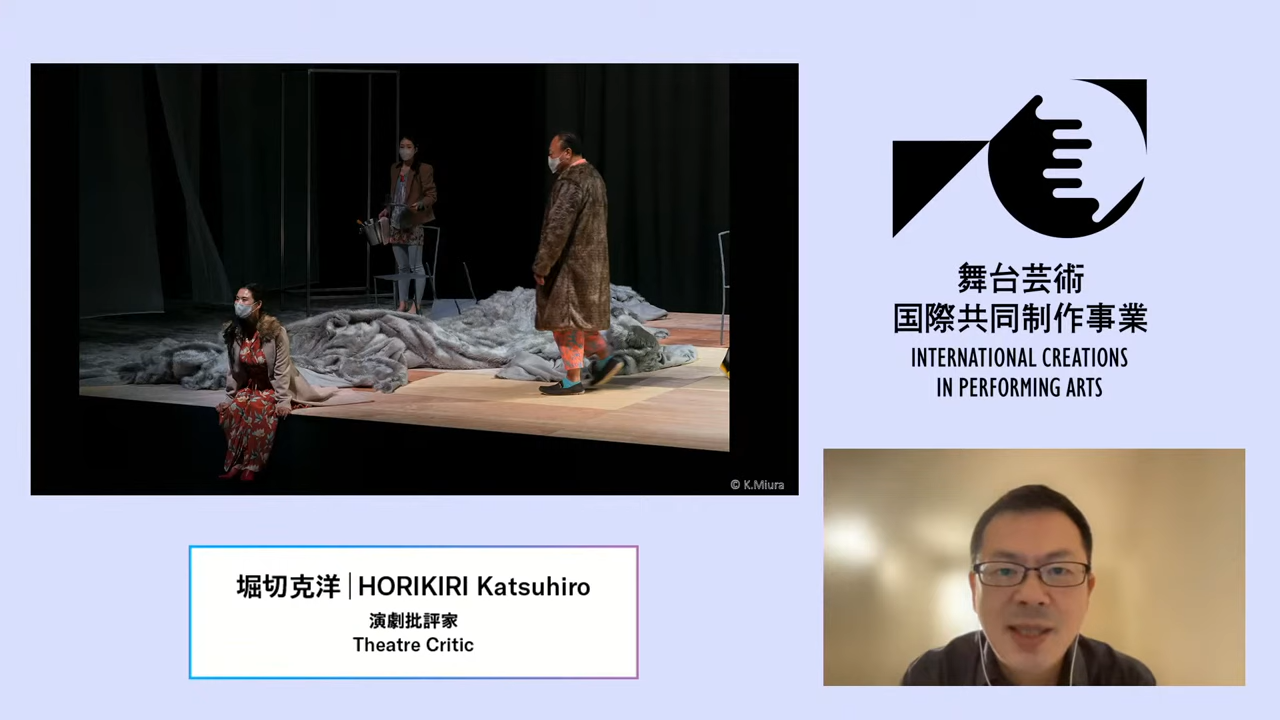 © K.Miura
舞台芸術
国際共同制作事業
INTERNATIONAL CREATIONS
IN PERFORMING ARTS
堀切克洋|HORIKIRI Katsuhiro
演劇批評家
Theatre Critic